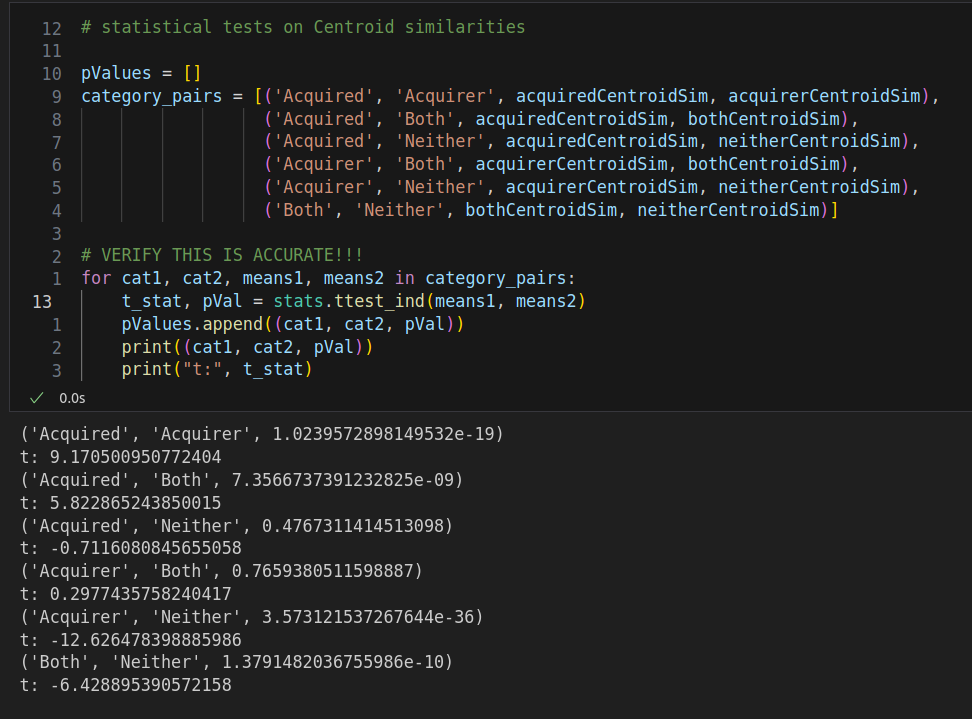 12 # statistical tests on Centroid similarities
11
10 pValues = []
9 category_pairs = [('Acquired', 'Acquirer', acquiredCentroidSim, acquirerCentroidSim),
8 ('Acquired', 'Both', acquiredCentroidSim, bothCentroidSim),
7 ('Acquired', 'Neither', acquiredCentroidSim, neitherCentroidSim),
6 ('Acquirer', 'Both', acquirerCentroidSim, bothCentroidSim),
5 ('Acquirer', 'Neither', acquirerCentroidSim, neitherCentroidSim),
4 ('Both', 'Neither', bothCentroidSim, neitherCentroidSim)]
3
2 # VERIFY THIS IS ACCURATE!!!
1 for cat1, cat2, means1, means2 in category_pairs:
13 t_stat, pVal = stats.ttest_ind(means1, means2)
1 pValues.append((cat1, cat2, pVal))
2 print((cat1, cat2, pVal))
3 print("t:", t_stat)
0.0s
('Acquired', 'Acquirer', 1.0239572898149532e-19)
t: 9.170500950772404
('Acquired', 'Both', 7.3566737391232825e-09)
t: 5.822865243850015
('Acquired', 'Neither', 0.4767311414513098)
t: -0.7116080845655058
('Acquirer', 'Both', 0.7659380511598887)
t: 0.2977435758240417
('Acquirer', 'Neither', 3.573121537267644e-36)
t: -12.626478398885986
('Both', 'Neither', 1.3791482036755986e-10)
t: -6.428895390572158